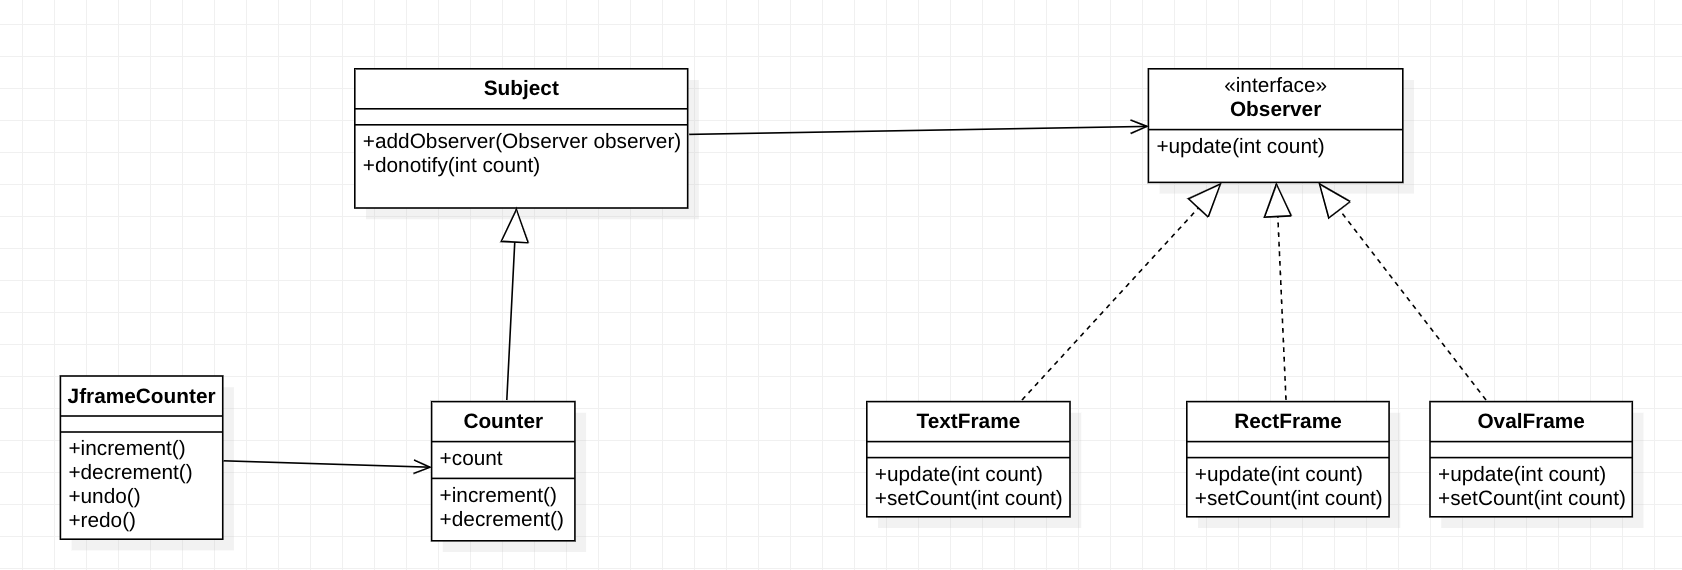 Subject
+addObserver(Observer observer)
+donotify(int count)
«interface»
Observer
+update(int count)
JframeCounter
+increment()
+decrement()
+undo()
+redo()
Counter
+count
+increment()
+decrement()
TextFrame
+update(int count)
+setCount(int count)
RectFrame
+update(int count)
+setCount(int count)
OvalFrame
+update(int count)
+setCount(int count)